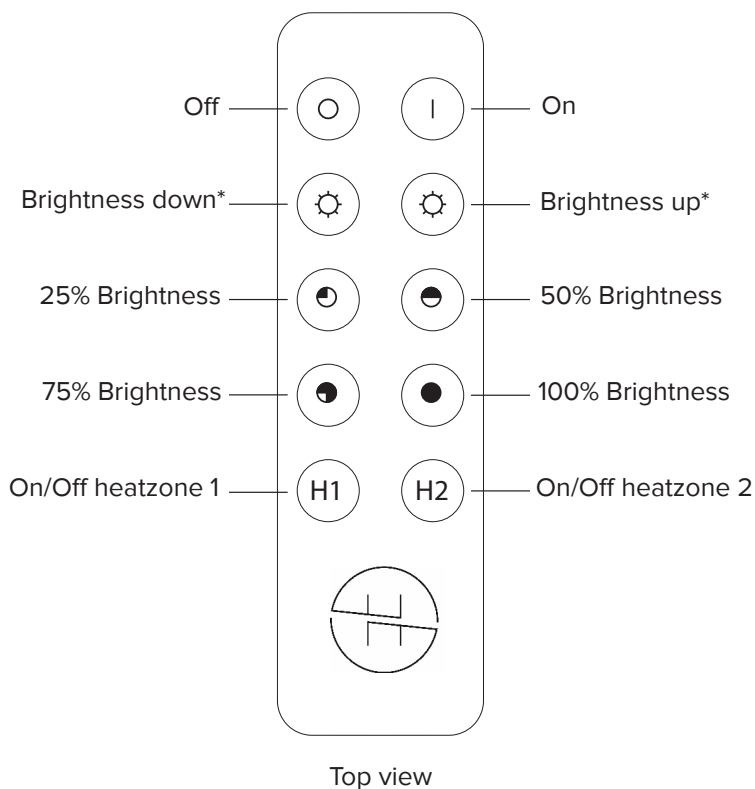 Off On
Brightness down* Brightness up*
25% Brightness 50% Brightness
75% Brightness 100% Brightness
On/Off heatzone 1 H1 H2 On/Off heatzone 2
H
Top view